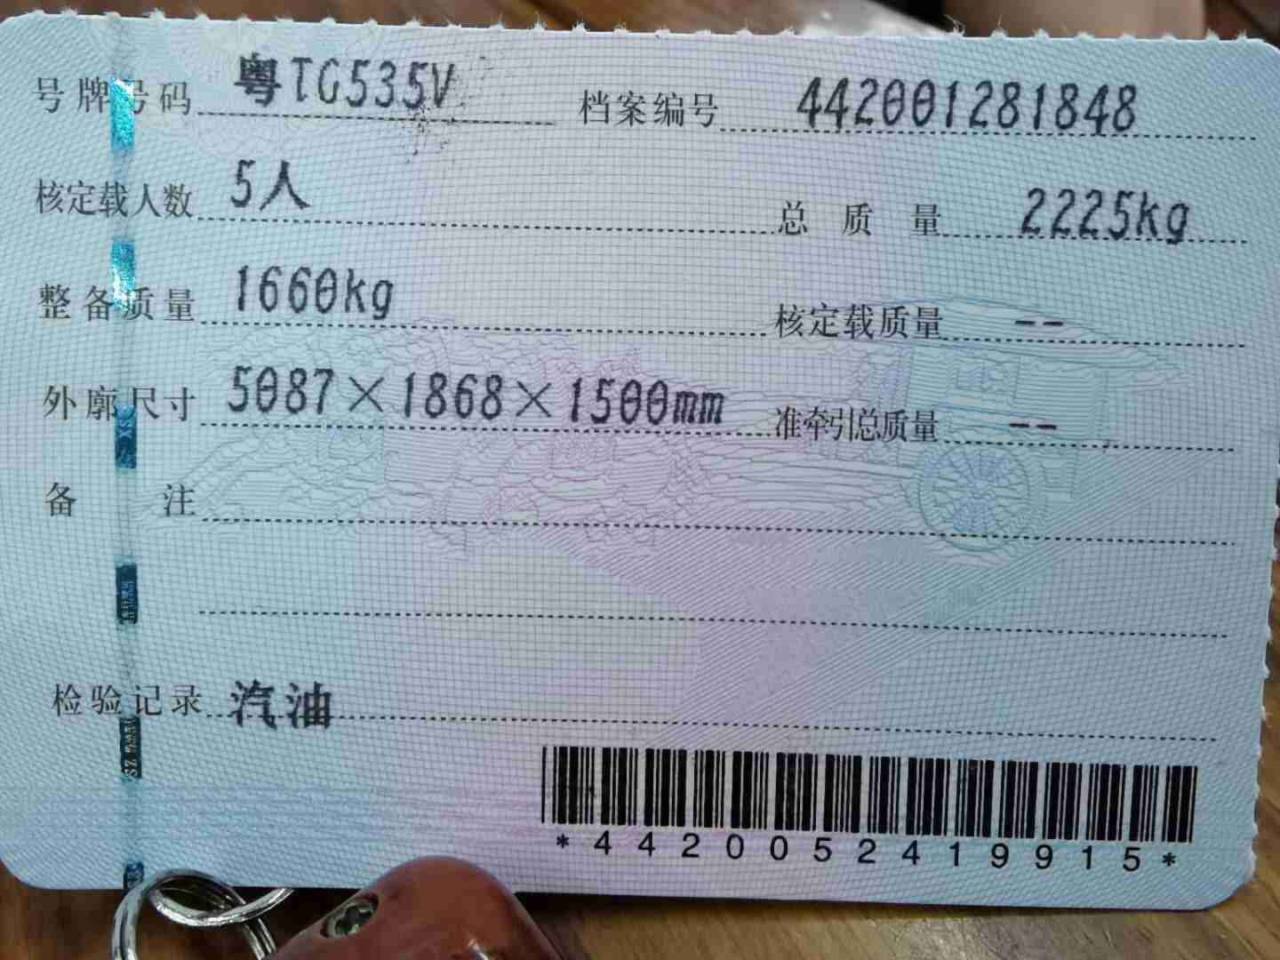 号牌号码 粤TG535V 档案编号 442001281848
核定载人数 5人 总质量 2225kg
整备质量 1660kg 核定载质量 --
外廓尺寸 5087×1868×1500mm 准牵引总质量 --
备注
检验记录 汽油
*4420052419915*